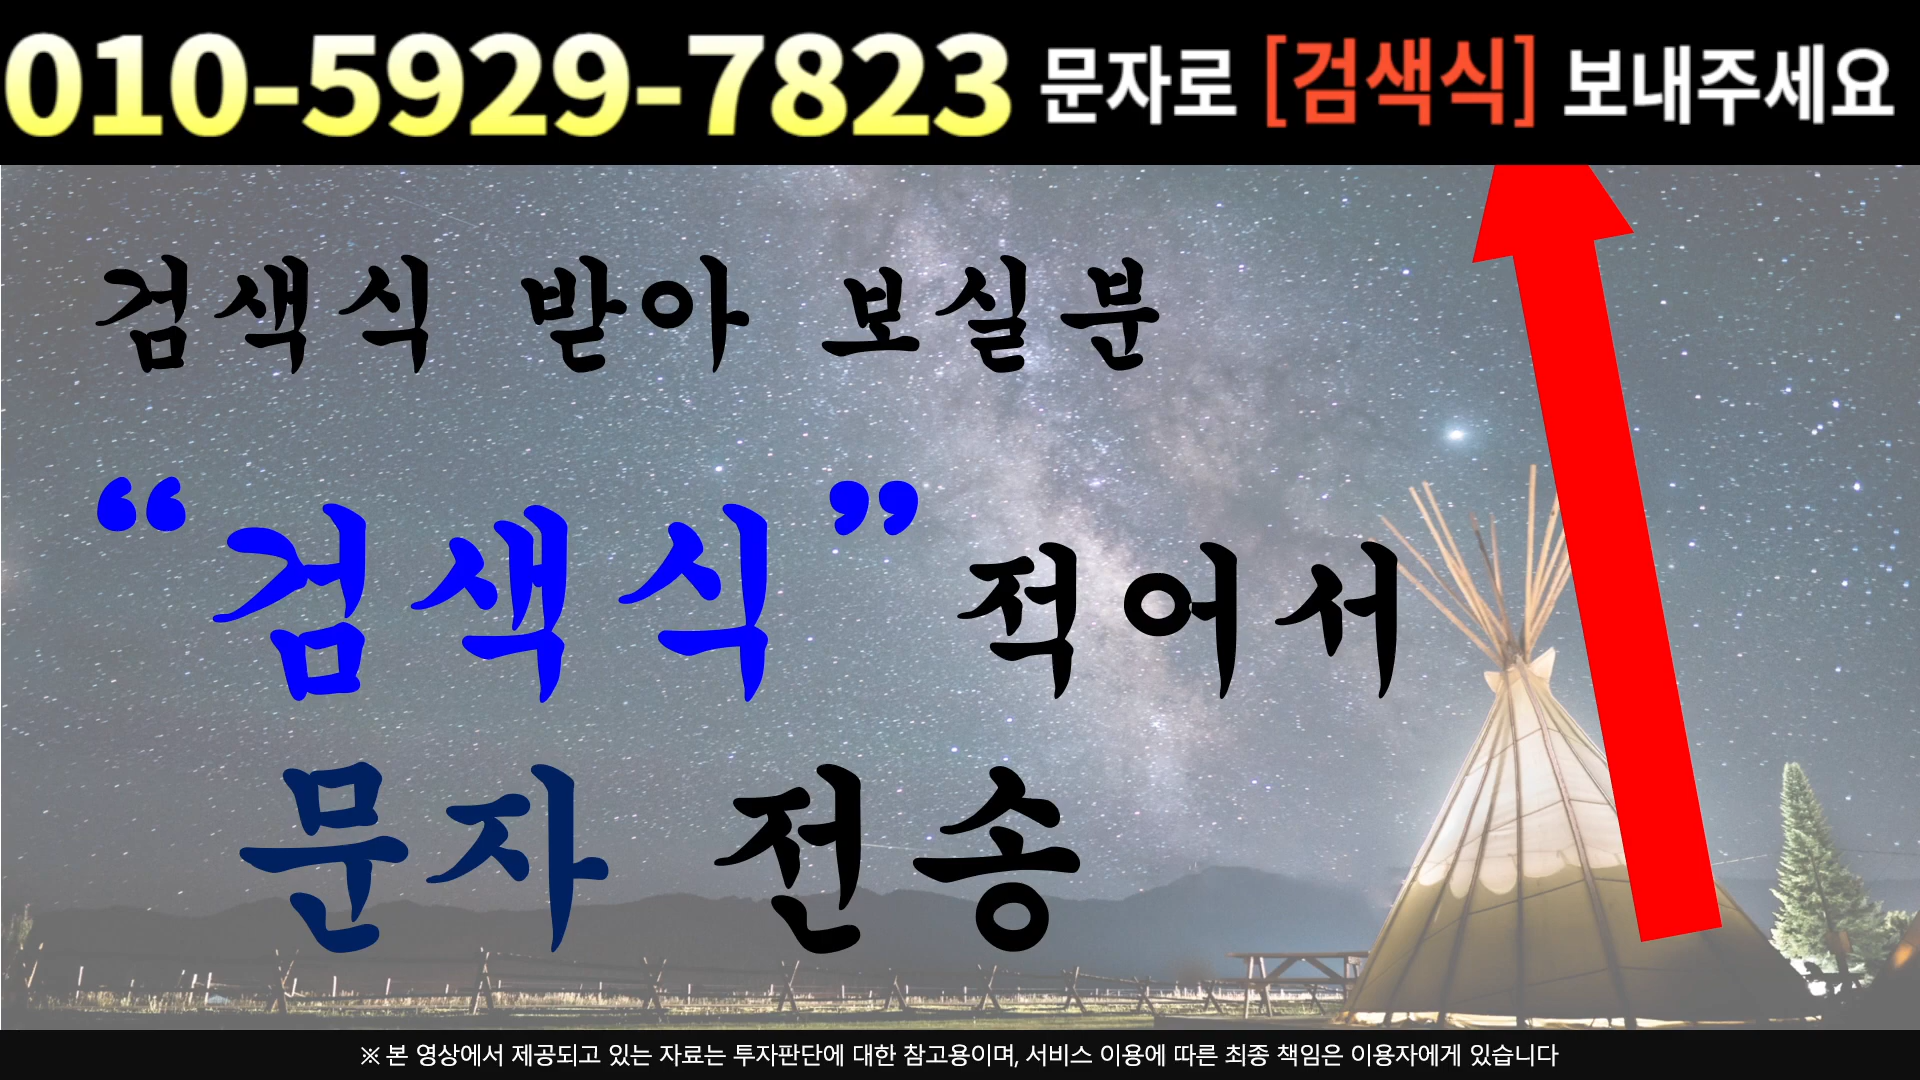 010-5929-7823 문자로 [검색식] 보내주세요
검색식 받아 보실분
“검색식” 적어서
문자 전송
※ 본 영상에서 제공되고 있는 자료는 투자판단에 대한 참고용이며, 서비스 이용에 따른 최종 책임은 이용자에게 있습니다